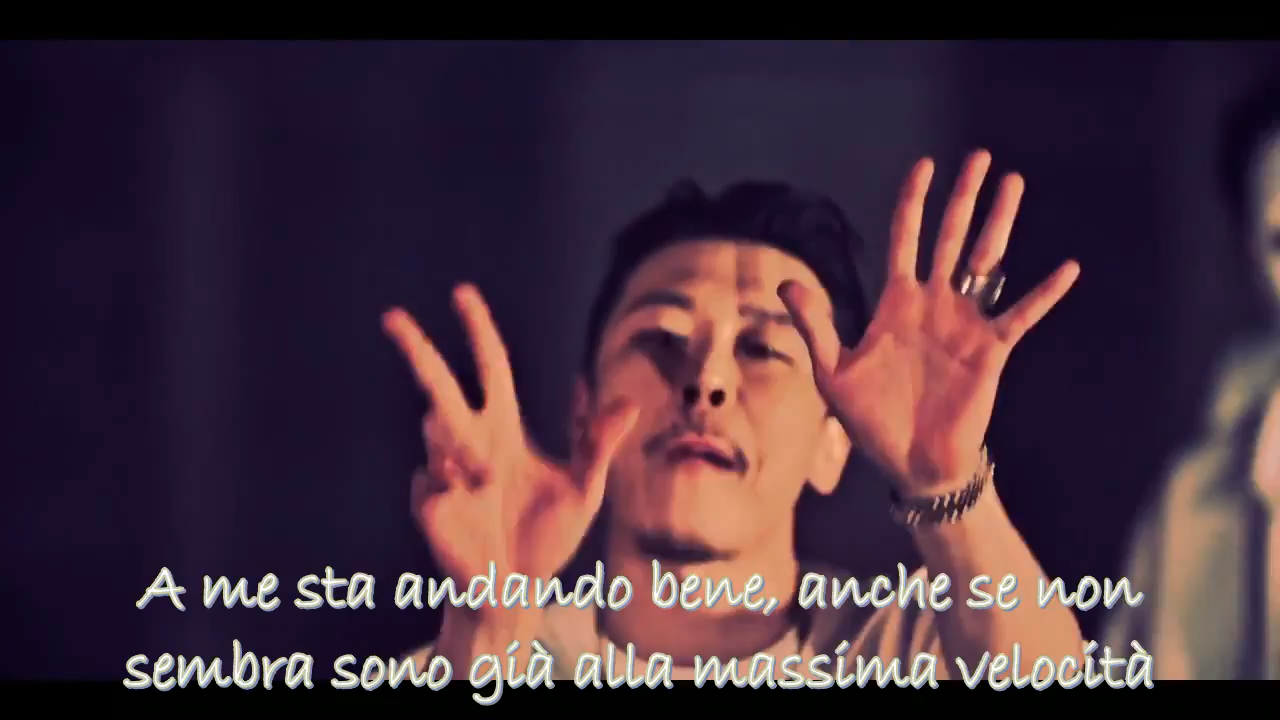 A me sta andando bene, anche se non
sembra sono già alla massima velocità